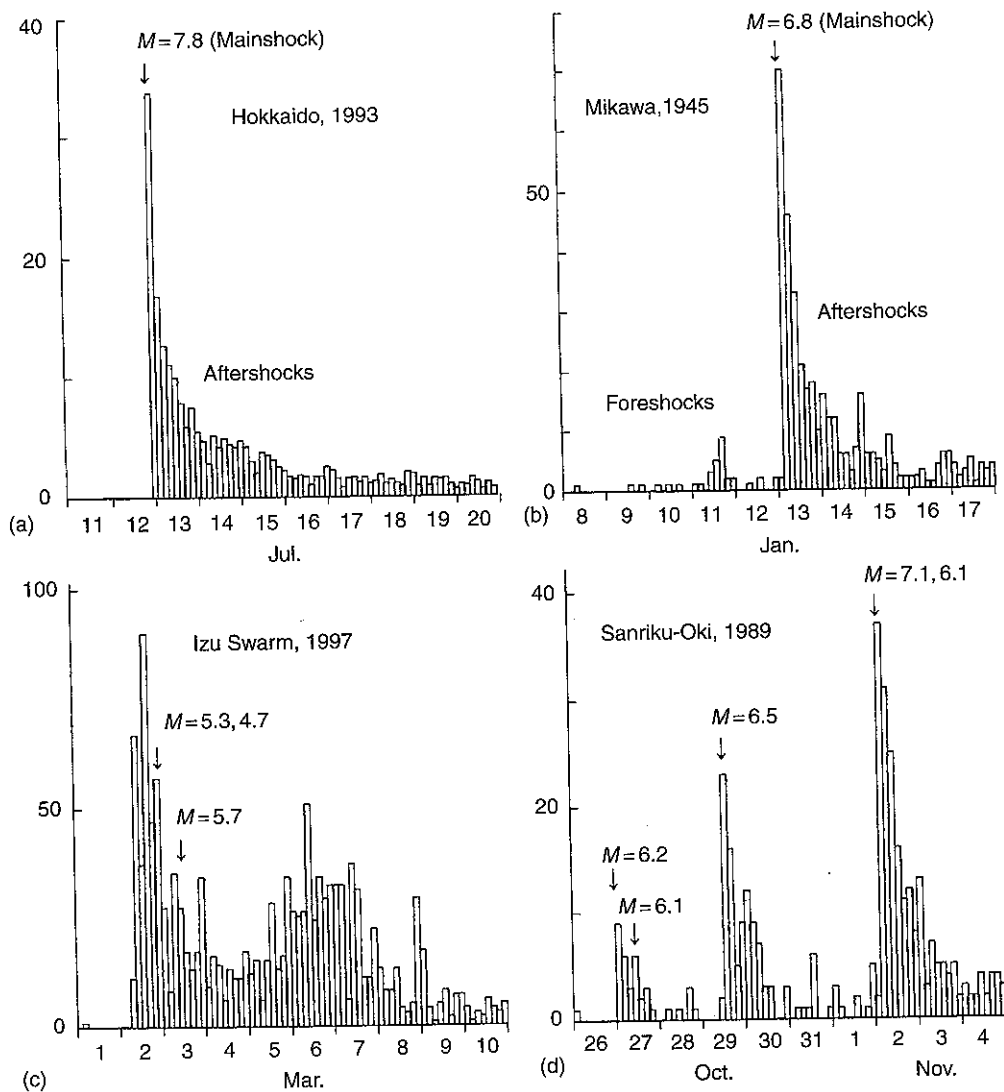 40
20
0
M=7.8 (Mainshock)
Hokkaido, 1993
Aftershocks
11 12 13 14 15 16 17 18 19 20
(a)
Jul.
50
0
M=6.8 (Mainshock)
Mikawa,1945
Aftershocks
Foreshocks
8 9 10 11 12 13 14 15 16 17
(b)
Jan.
100
50
0
Izu Swarm, 1997
M=5.3, 4.7
M=5.7
1 2 3 4 5 6 7 8 9 10
(c)
Mar.
40
20
0
M=7.1, 6.1
Sanriku-Oki, 1989
M=6.5
M=6.2
M=6.1
26 27 28 29 30 31 1 2 3 4
(d)
Oct. Nov.